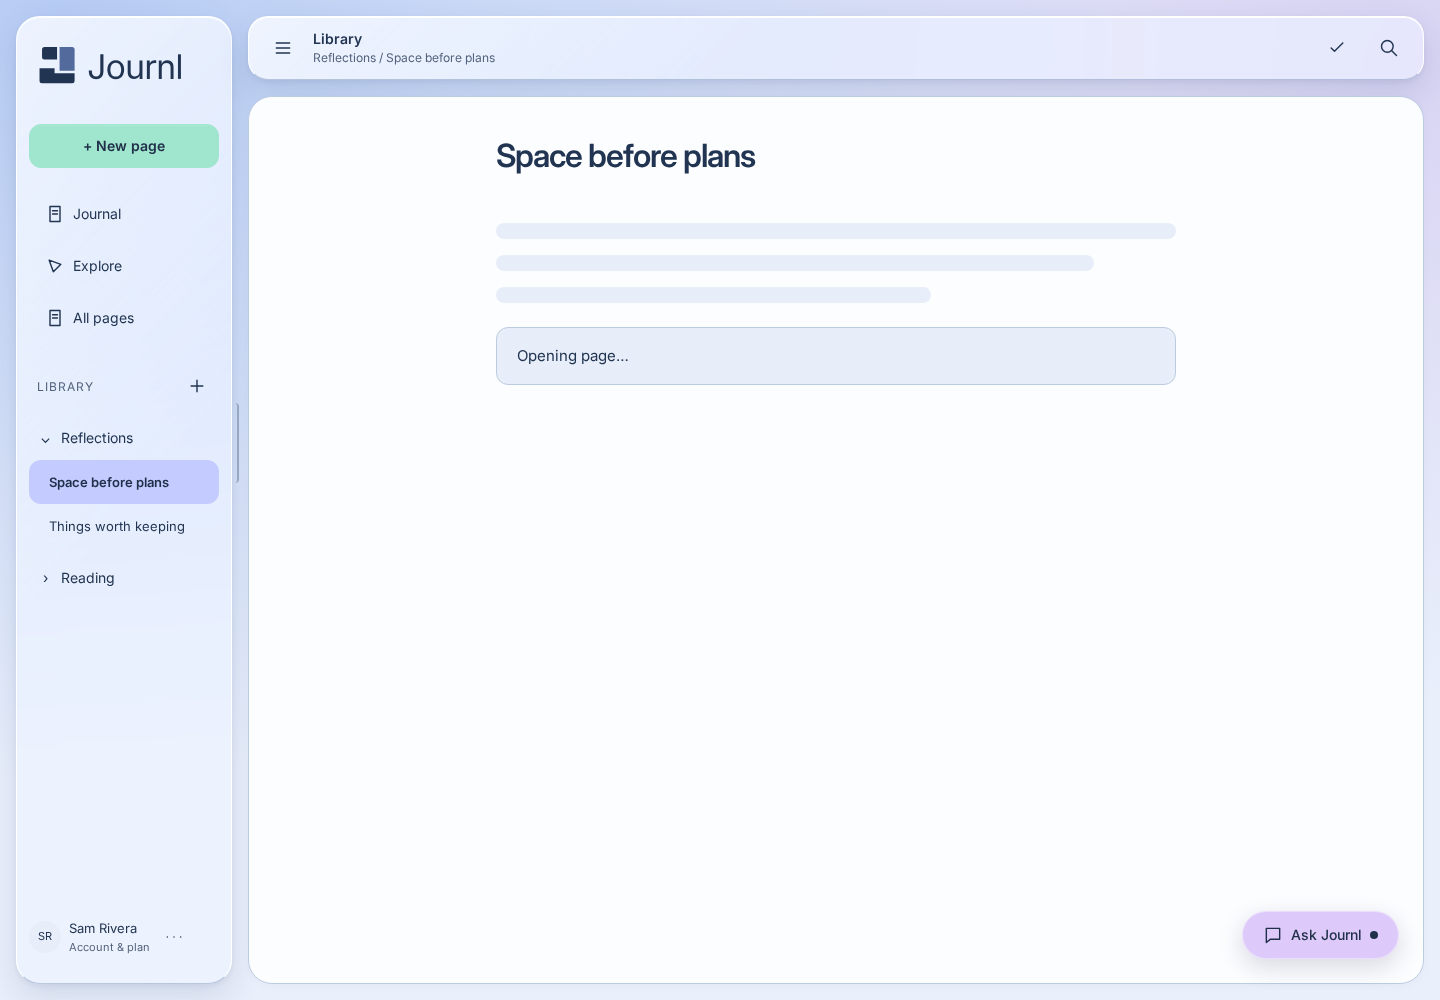 Journl
+ New page
Journal
Explore
All pages
LIBRARY
Reflections
Space before plans
Things worth keeping
Reading
SR
Sam Rivera
Account & plan
Library
Reflections / Space before plans
Space before plans
Opening page...
Ask Journl